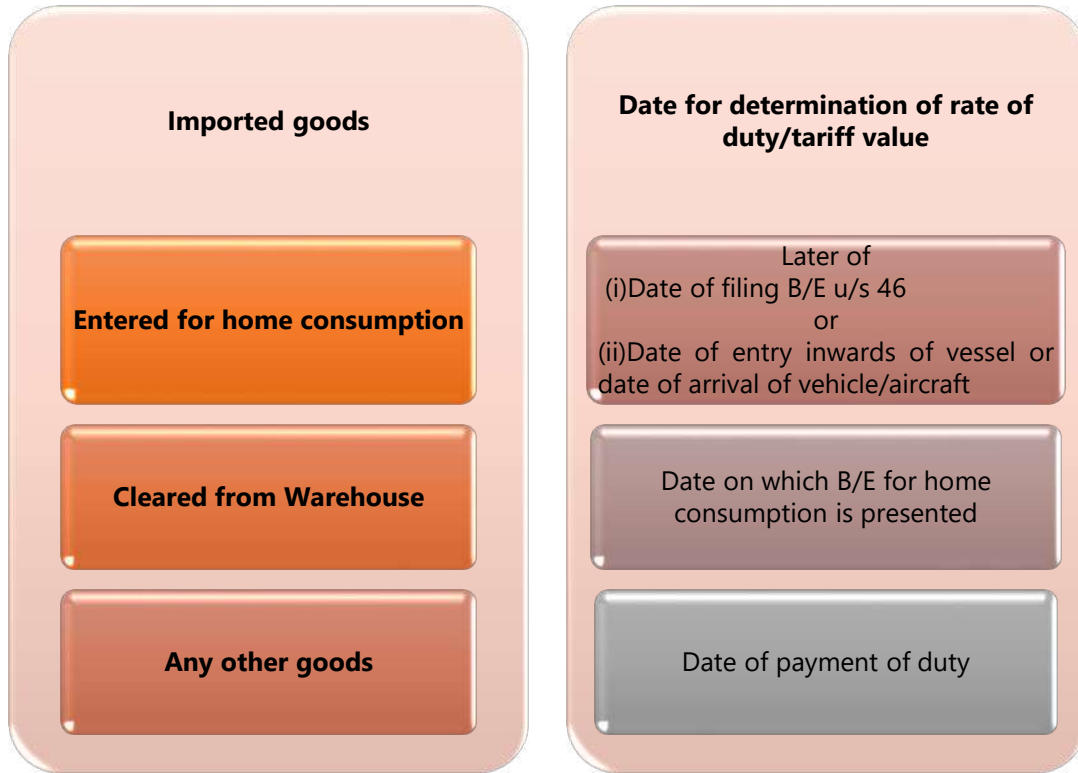 Imported goods
Date for determination of rate of
duty/tariff value
Entered for home consumption
Later of
(i)Date of filing B/E u/s 46
or
(ii)Date of entry inwards of vessel or
date of arrival of vehicle/aircraft
Cleared from Warehouse
Date on which B/E for home
consumption is presented
Any other goods
Date of payment of duty